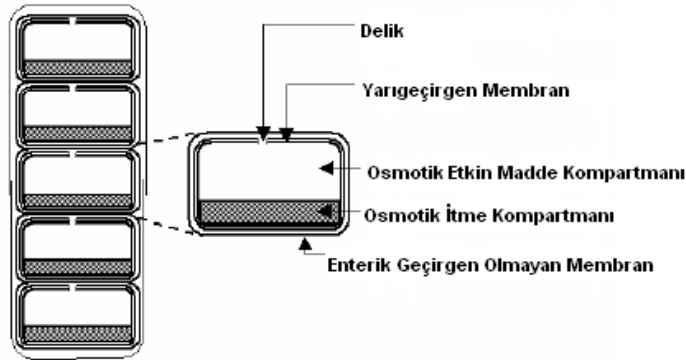 Delik
Yarıgeçirgen Membran
Osmotik Etkin Madde Kompartmanı
Osmotik İtme Kompartmanı
Enterik Geçirgen Olmayan Membran